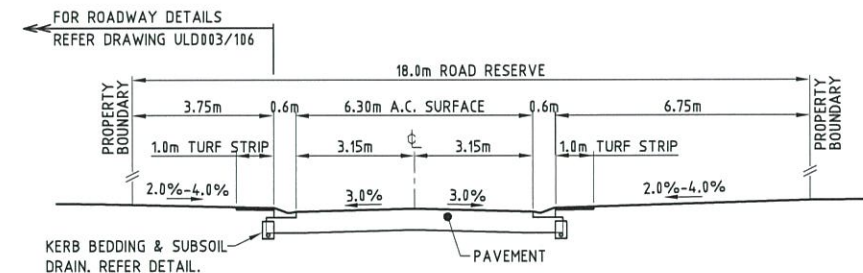 FOR ROADWAY DETAILS
REFER DRAWING ULD003/106
18.0m ROAD RESERVE
PROPERTY
BOUNDARY
3.75m
0.6m
6.30m A.C. SURFACE
0.6m
6.75m
PROPERTY
BOUNDARY
1.0m TURF STRIP
3.15m
℄
3.15m
1.0m TURF STRIP
2.0%-4.0%
3.0%
3.0%
2.0%-4.0%
KERB BEDDING & SUBSOIL
DRAIN. REFER DETAIL.
PAVEMENT